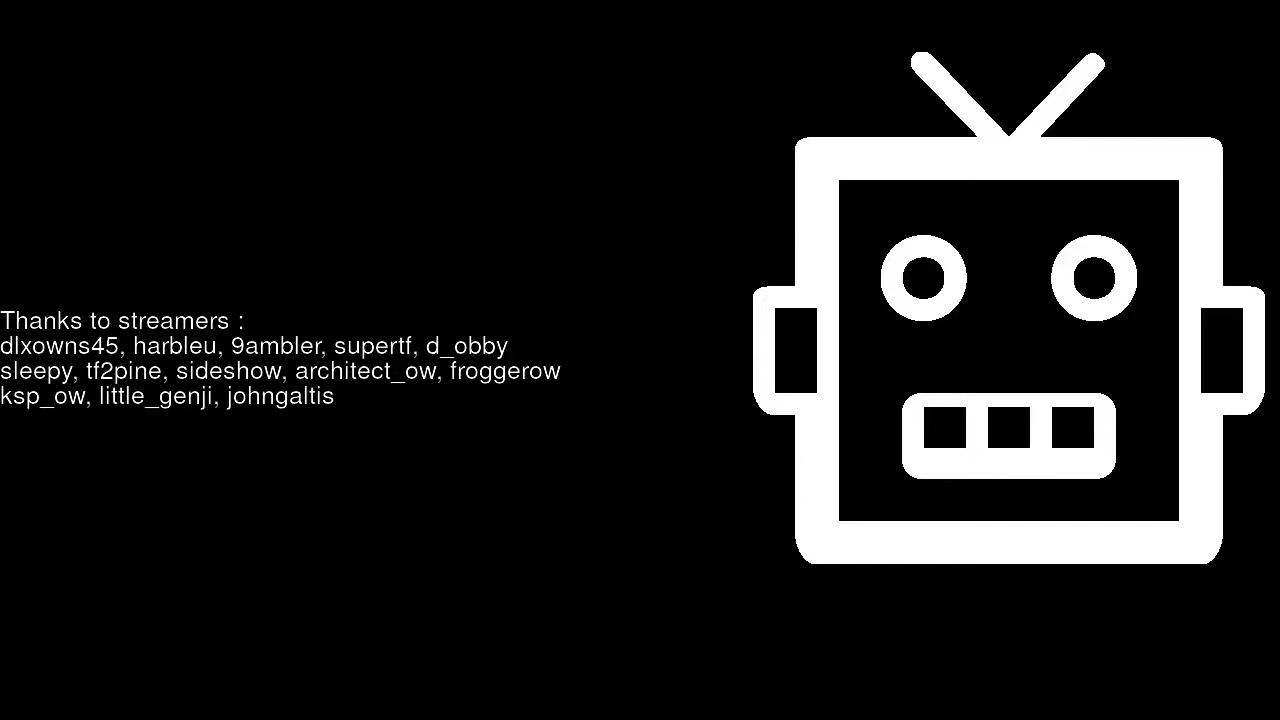 Thanks to streamers :
dlxowns45, harbleu, 9ambler, supertf, d_obby
sleepy, tf2pine, sideshow, architect_ow, froggerow
ksp_ow, little_genji, johngaltis